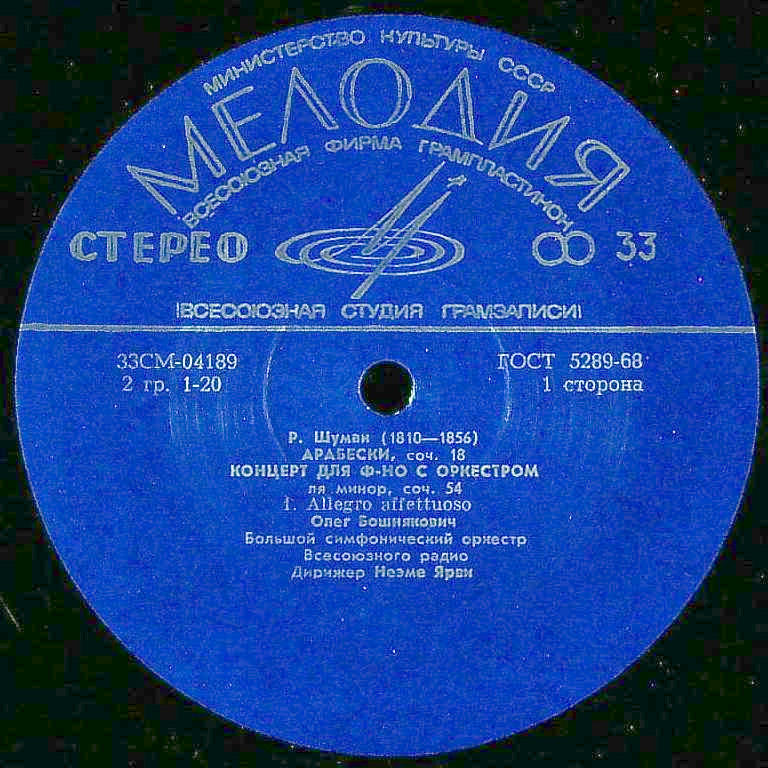 МИНИСТЕРСТВО КУЛЬТУРЫ СССР
МЕЛОДИЯ
ВСЕСОЮЗНАЯ ФИРМА ГРАМПЛАСТИНОК
СТЕРЕО 33
|ВСЕСОЮЗНАЯ СТУДИЯ ГРАМЗАПИСИ|
33СМ-04189 ГОСТ 5289-68
2 гр. 1-20 1 сторона
Р. Шуман (1810—1856)
АРАБЕСКИ, соч. 18
КОНЦЕРТ ДЛЯ Ф-НО С ОРКЕСТРОМ
ля минор, соч. 54
1. Allegro affettuoso
Олег Бошнякович
Большой симфонический оркестр
Всесоюзного радио
Дирижер Неэме Ярви